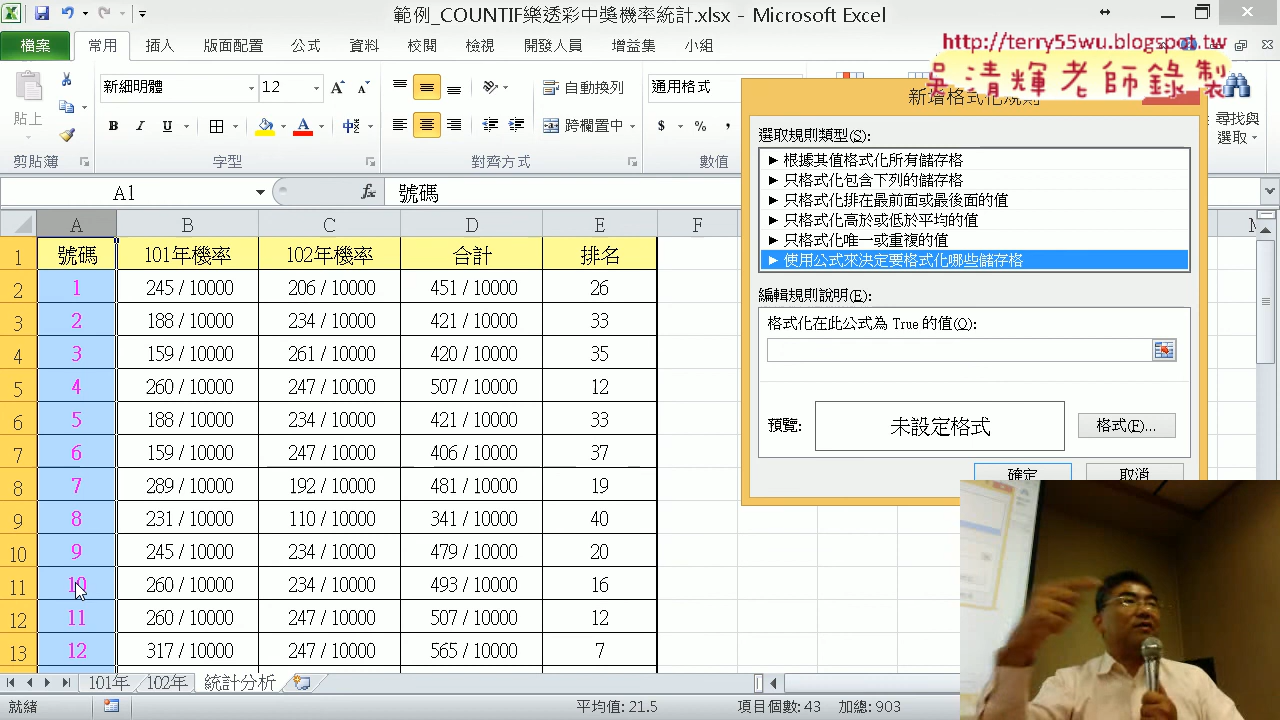 範例_COUNTIF樂透彩中獎機率統計.xlsx - Microsoft Excel
http://terry55wu.blogspot.tw
吳清輝老師錄製
檔案 常用 插入 版面配置 公式 資料 校閱 檢視 開發人員 增益集 小組
新細明體 12 自動換列 通用格式
貼上 B I U 中 跨欄置中 $ % , 尋找與
選取
剪貼簿 字型 對齊方式 數值
A1 fx 號碼
A B C D E F
1 號碼 101年機率 102年機率 合計 排名
2 1 245 / 10000 206 / 10000 451 / 10000 26
3 2 188 / 10000 234 / 10000 421 / 10000 33
4 3 159 / 10000 261 / 10000 420 / 10000 35
5 4 260 / 10000 247 / 10000 507 / 10000 12
6 5 188 / 10000 234 / 10000 421 / 10000 33
7 6 159 / 10000 247 / 10000 406 / 10000 37
8 7 289 / 10000 192 / 10000 481 / 10000 19
9 8 231 / 10000 110 / 10000 341 / 10000 40
10 9 245 / 10000 234 / 10000 479 / 10000 20
11 10 260 / 10000 234 / 10000 493 / 10000 16
12 11 260 / 10000 247 / 10000 507 / 10000 12
13 12 317 / 10000 247 / 10000 565 / 10000 7
新增格式化規則
選取規則類型(S):
► 根據其值格式化所有儲存格
► 只格式化包含下列的儲存格
► 只格式化排在最前面或最後面的值
► 只格式化高於或低於平均的值
► 只格式化唯一或重複的值
► 使用公式來決定要格式化哪些儲存格
編輯規則說明(E):
格式化在此公式為 True 的值(O):
預覽: 未設定格式 格式(F)...
確定 取消
101年 102年 統計分析
就緒 平均值: 21.5 項目個數: 43 加總: 903